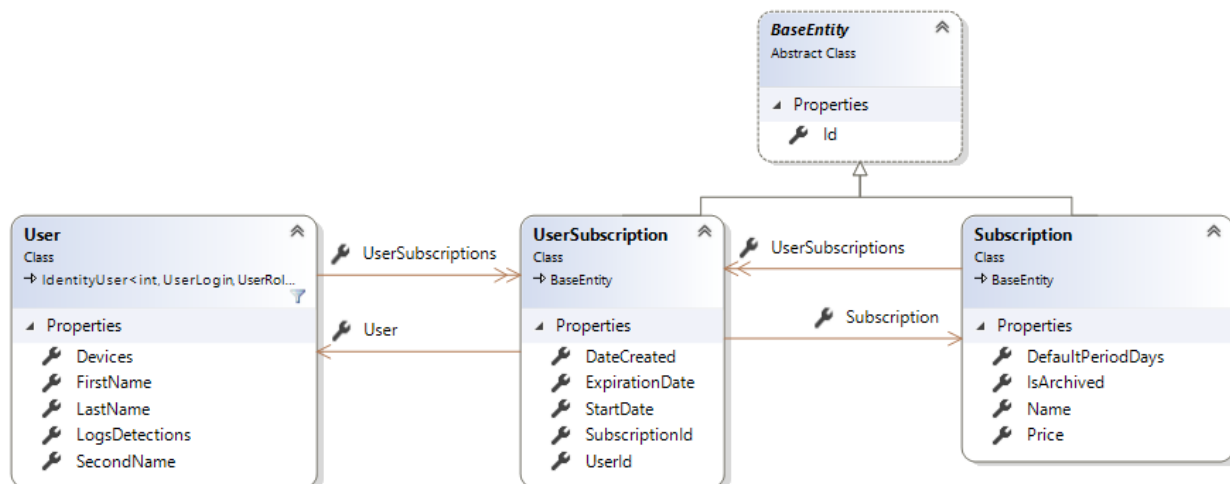 BaseEntity
Abstract Class
Properties
Id
User
Class
IdentityUser<int, UserLogin, UserRol...
Properties
Devices
FirstName
LastName
LogsDetections
SecondName
UserSubscriptions
User
UserSubscription
Class
BaseEntity
Properties
DateCreated
ExpirationDate
StartDate
SubscriptionId
UserId
UserSubscriptions
Subscription
Subscription
Class
BaseEntity
Properties
DefaultPeriodDays
IsArchived
Name
Price